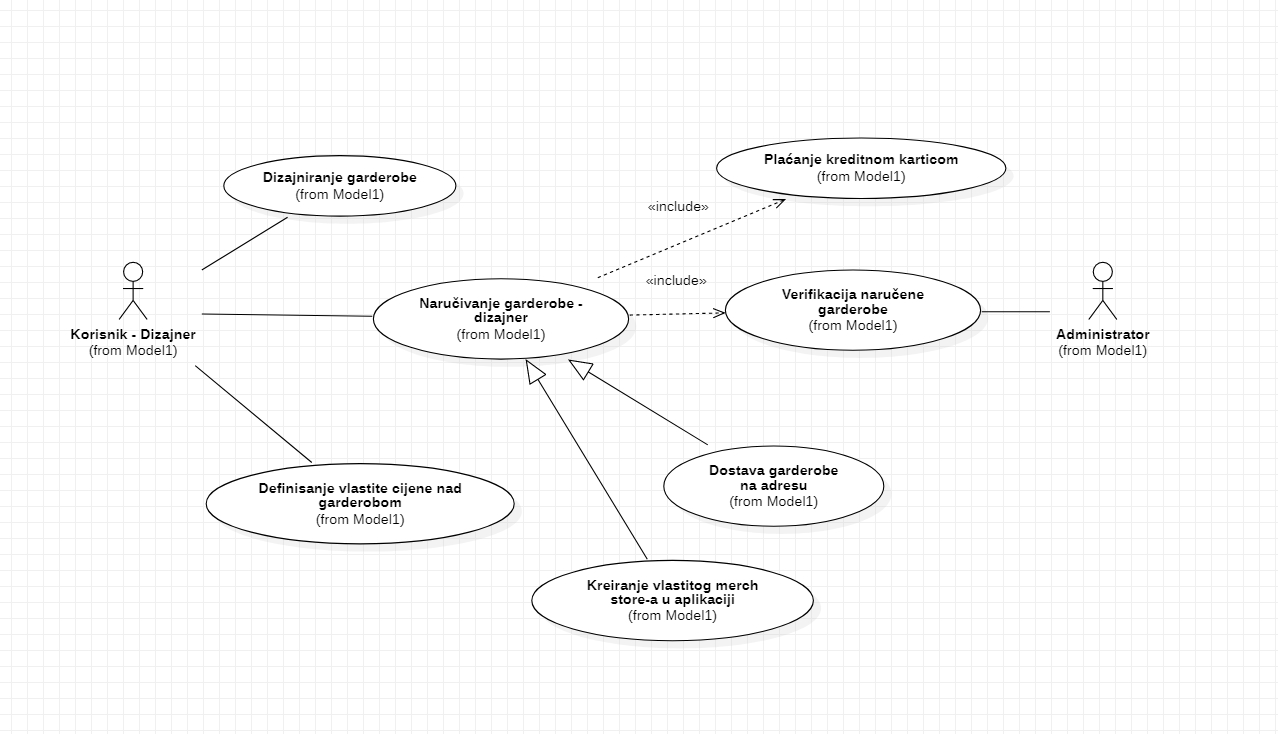 Plaćanje kreditnom karticom
(from Model1)
Dizajniranje garderobe
(from Model1)
«include»
«include»
Naručivanje garderobe -
dizajner
(from Model1)
Verifikacija naručene
garderobe
(from Model1)
Korisnik - Dizajner
(from Model1)
Administrator
(from Model1)
Dostava garderobe
na adresu
(from Model1)
Definisanje vlastite cijene nad
garderobom
(from Model1)
Kreiranje vlastitog merch
store-a u aplikaciji
(from Model1)